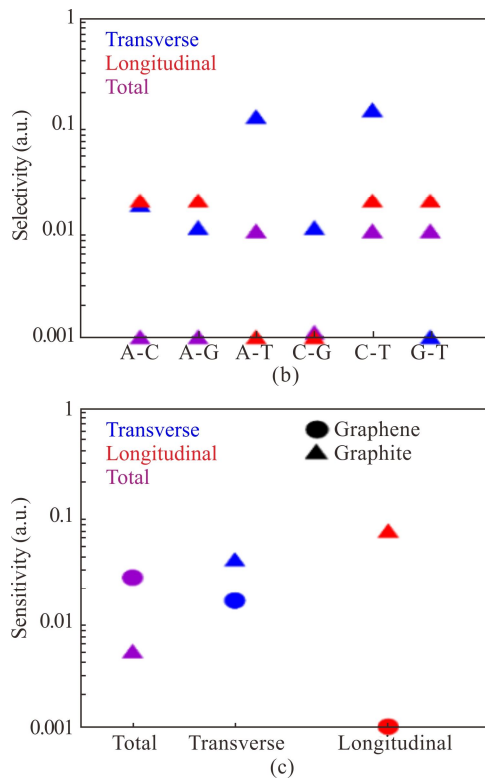 1
Transverse
Longitudinal
Total
0.1
Selectivity (a.u.)
0.01
0.001
A-C A-G A-T C-G C-T G-T
(b)
1
Transverse
Longitudinal
Total
Graphene
Graphite
0.1
Sensitivity (a.u.)
0.01
0.001
Total Transverse Longitudinal
(c)